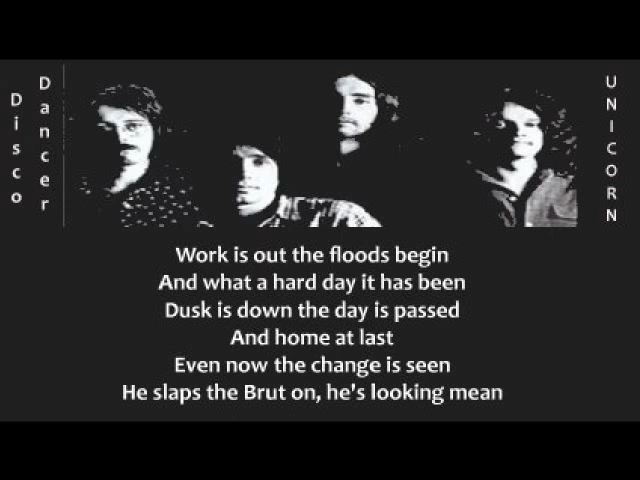 Disco
Dancer
UNICORN
Work is out the floods begin
And what a hard day it has been
Dusk is down the day is passed
And home at last
Even now the change is seen
He slaps the Brut on, he's looking mean